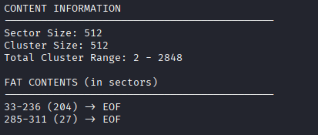 CONTENT INFORMATION
Sector Size: 512
Cluster Size: 512
Total Cluster Range: 2 - 2848
FAT CONTENTS (in sectors)
33-236 (204) -> EOF
285-311 (27) -> EOF